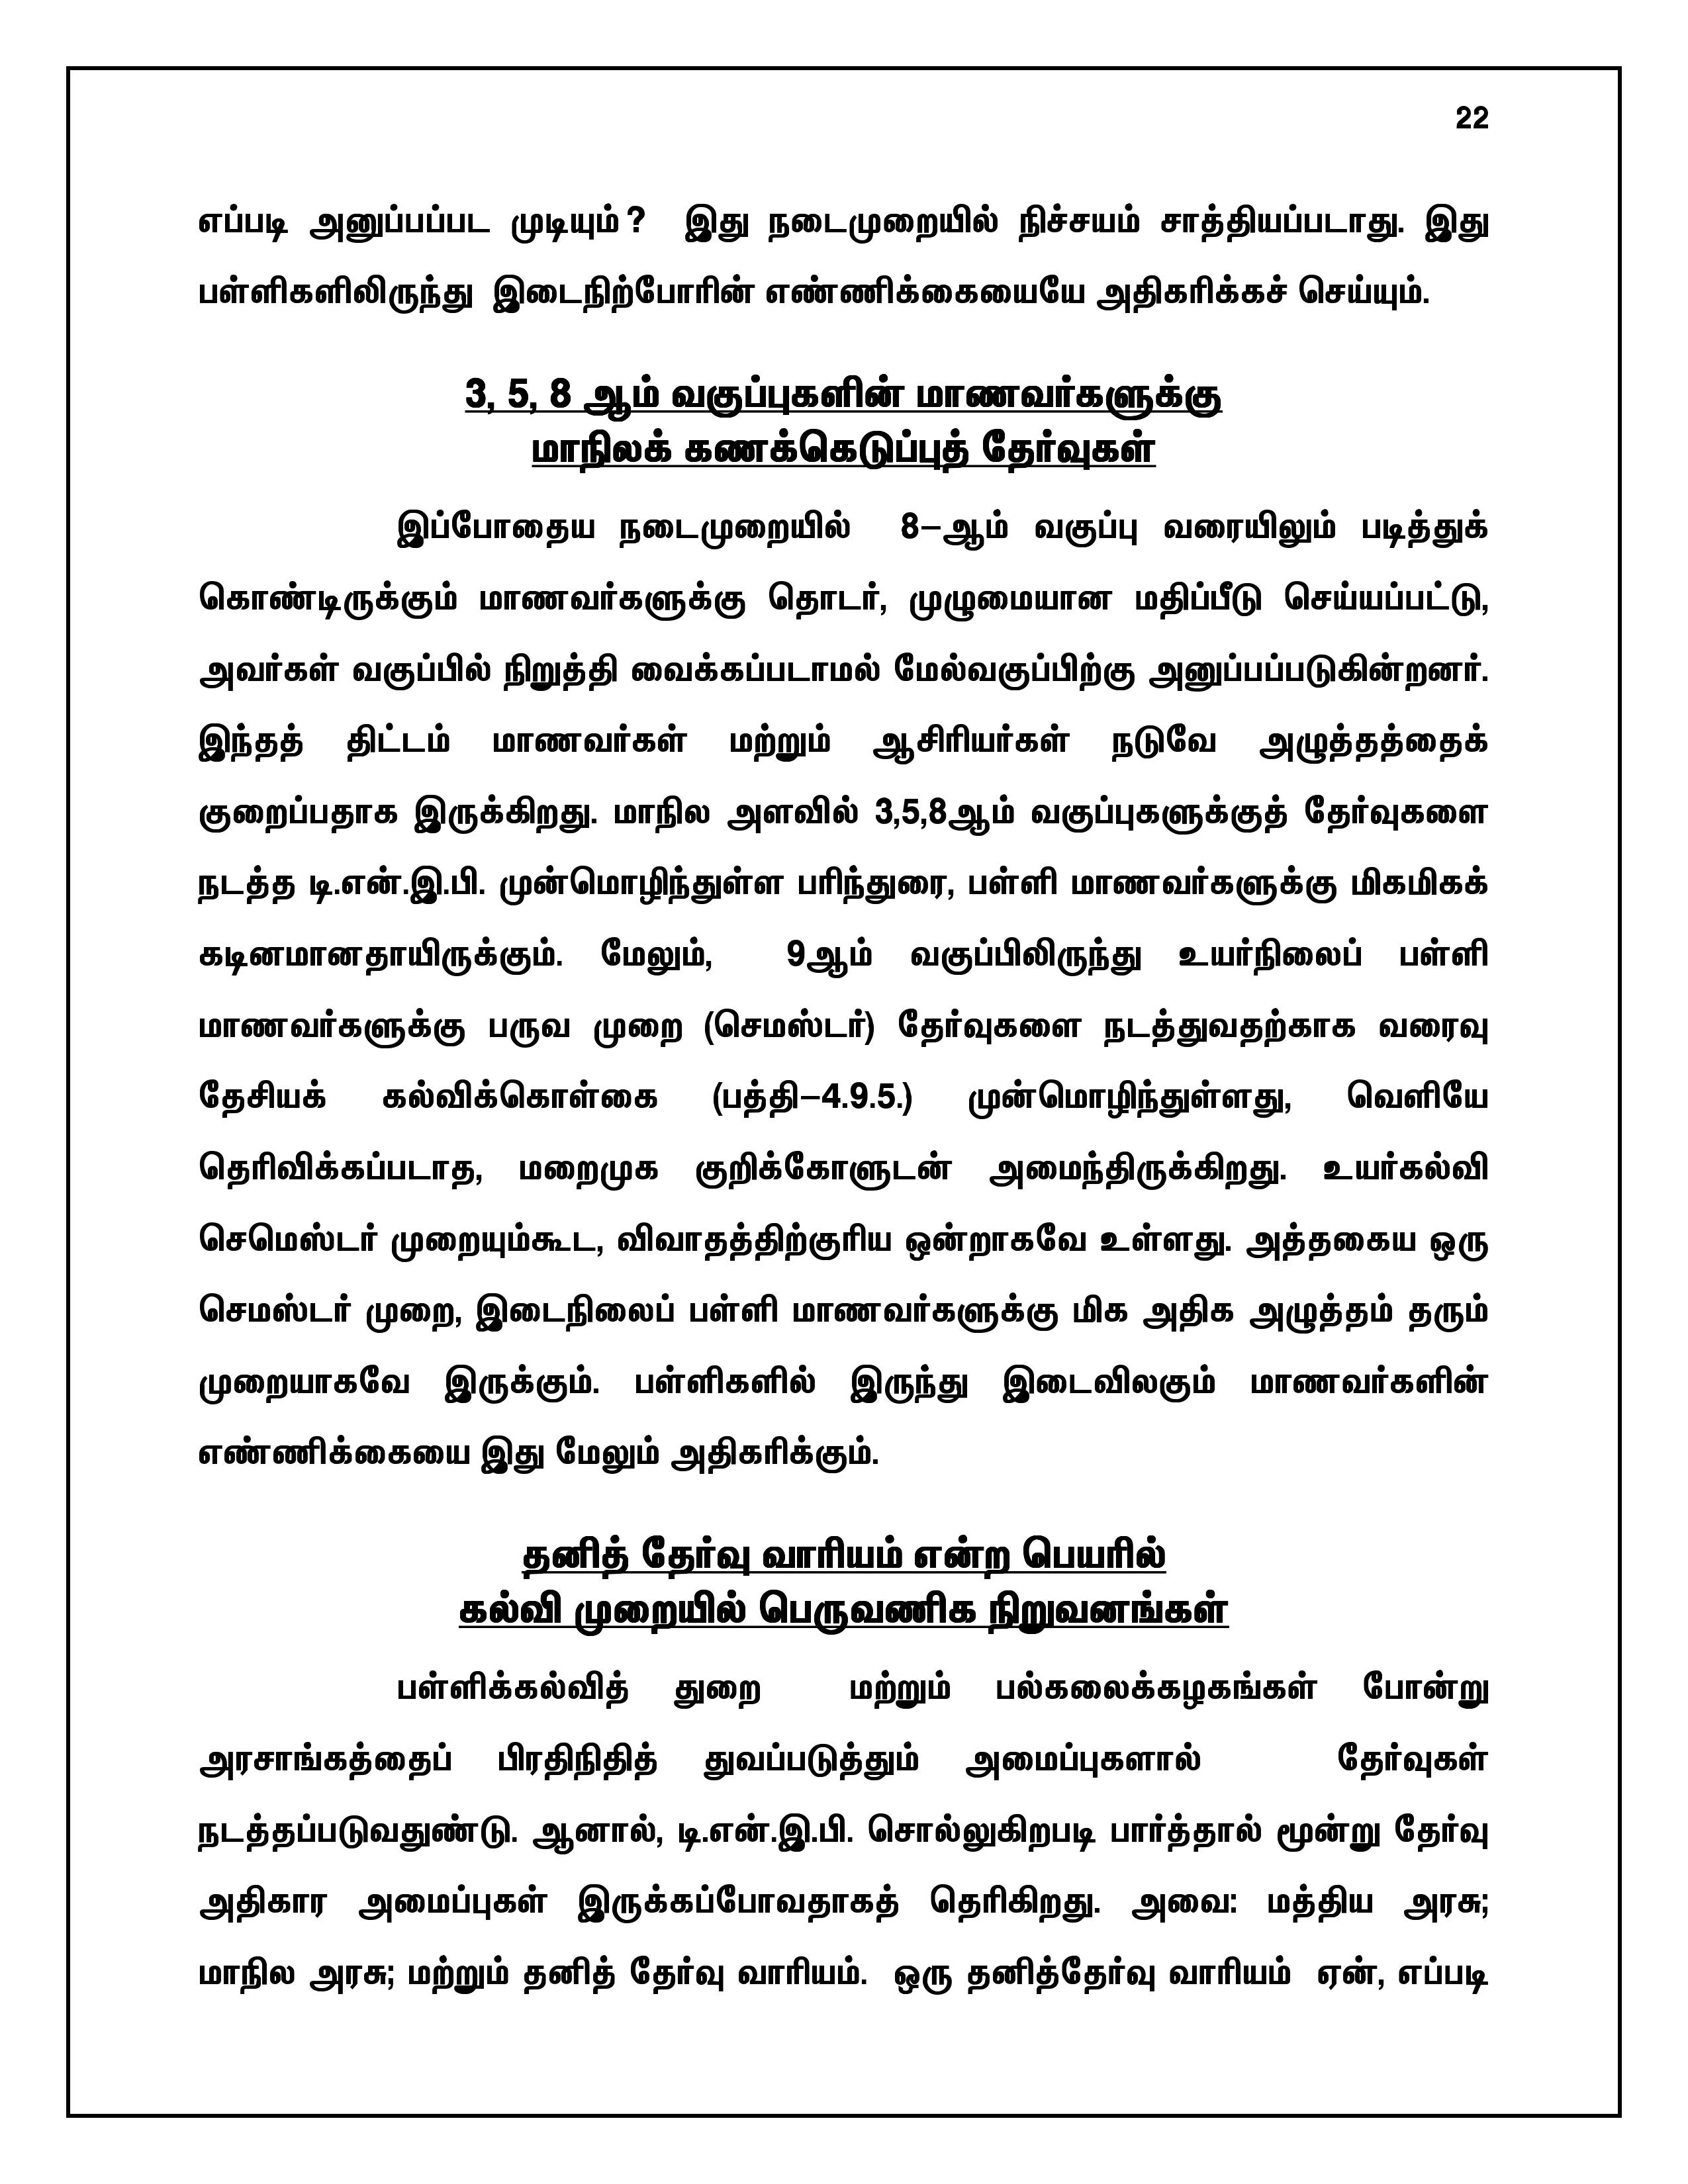 22
எப்படி அனுப்பப்பட முடியும்? இது நடைமுறையில் நிச்சயம் சாத்தியப்படாது. இது
பள்ளிகளிலிருந்து இடைநிற்போரின் எண்ணிக்கையையே அதிகரிக்கச் செய்யும்.
3, 5, 8 ஆம் வகுப்புகளின் மாணவர்களுக்கு
மாநிலக் கணக்கெடுப்புத் தேர்வுகள்
இப்போதைய நடைமுறையில் 8–ஆம் வகுப்பு வரையிலும் படித்துக்
கொண்டிருக்கும் மாணவர்களுக்கு தொடர், முழுமையான மதிப்பீடு செய்யப்பட்டு,
அவர்கள் வகுப்பில் நிறுத்தி வைக்கப்படாமல் மேல்வகுப்பிற்கு அனுப்பப்படுகின்றனர்.
இந்தத் திட்டம் மாணவர்கள் மற்றும் ஆசிரியர்கள் நடுவே அழுத்தத்தைக்
குறைப்பதாக இருக்கிறது. மாநில அளவில் 3,5,8ஆம் வகுப்புகளுக்குத் தேர்வுகளை
நடத்த டி.என்.இ.பி. முன்மொழிந்துள்ள பரிந்துரை, பள்ளி மாணவர்களுக்கு மிகமிகக்
கடினமானதாயிருக்கும். மேலும், 9ஆம் வகுப்பிலிருந்து உயர்நிலைப் பள்ளி
மாணவர்களுக்கு பருவ முறை (செமஸ்டர்) தேர்வுகளை நடத்துவதற்காக வரைவு
தேசியக் கல்விக்கொள்கை (பத்தி–4.9.5.) முன்மொழிந்துள்ளது, வெளியே
தெரிவிக்கப்படாத, மறைமுக குறிக்கோளுடன் அமைந்திருக்கிறது. உயர்கல்வி
செமெஸ்டர் முறையும்கூட, விவாதத்திற்குரிய ஒன்றாகவே உள்ளது. அத்தகைய ஒரு
செமஸ்டர் முறை, இடைநிலைப் பள்ளி மாணவர்களுக்கு மிக அதிக அழுத்தம் தரும்
முறையாகவே இருக்கும். பள்ளிகளில் இருந்து இடைவிலகும் மாணவர்களின்
எண்ணிக்கையை இது மேலும் அதிகரிக்கும்.
தனித் தேர்வு வாரியம் என்ற பெயரில்
கல்வி முறையில் பெருவணிக நிறுவனங்கள்
பள்ளிக்கல்வித் துறை மற்றும் பல்கலைக்கழகங்கள் போன்று
அரசாங்கத்தைப் பிரதிநிதித் துவப்படுத்தும் அமைப்புகளால் தேர்வுகள்
நடத்தப்படுவதுண்டு. ஆனால், டி.என்.இ.பி. சொல்லுகிறபடி பார்த்தால் மூன்று தேர்வு
அதிகார அமைப்புகள் இருக்கப்போவதாகத் தெரிகிறது. அவை: மத்திய அரசு;
மாநில அரசு; மற்றும் தனித் தேர்வு வாரியம். ஒரு தனித்தேர்வு வாரியம் ஏன், எப்படி